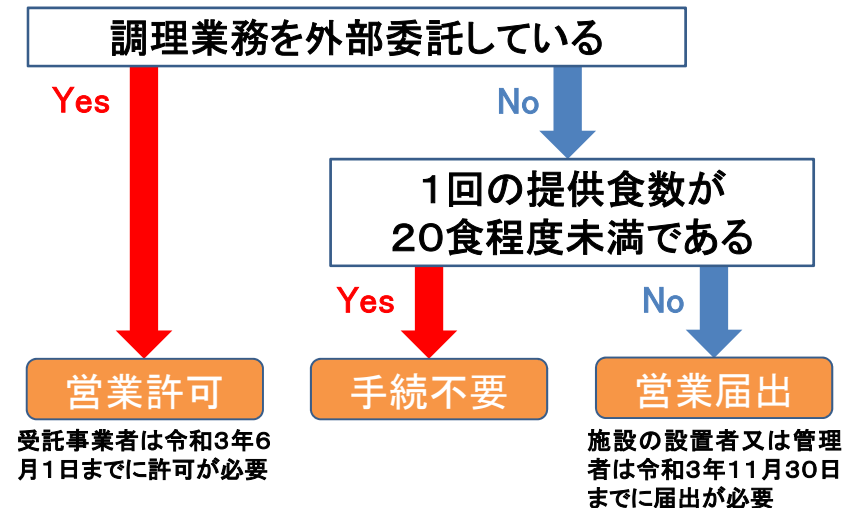 調理業務を外部委託している
Yes
No
１回の提供食数が
２０食程度未満である
Yes
No
営業許可
手続不要
営業届出
受託事業者は令和３年６
月１日までに許可が必要
施設の設置者又は管理
者は令和３年１１月３０日
までに届出が必要